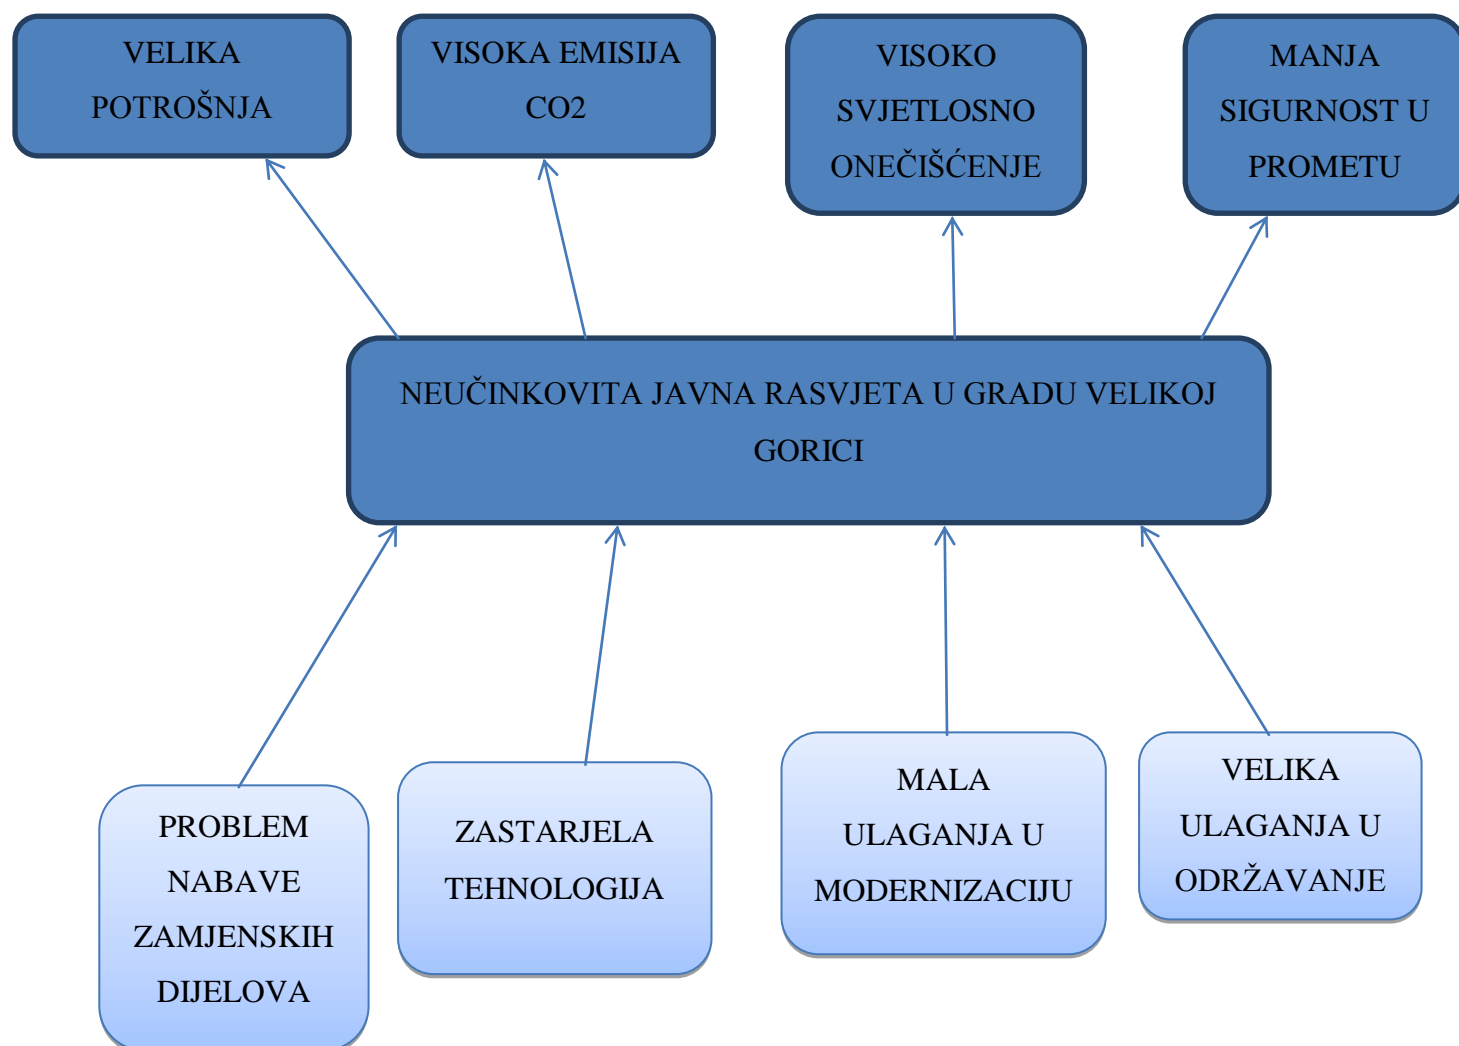 VELIKA
POTROŠNJA
VISOKA EMISIJA
CO2
VISOKO
SVJETLOSNO
ONEČIŠĆENJE
MANJA
SIGURNOST U
PROMETU
NEUČINKOVITA JAVNA RASVJETA U GRADU VELIKOJ
GORICI
PROBLEM
NABAVE
ZAMJENSKIH
DIJELOVA
ZASTARJELA
TEHNOLOGIJA
MALA
ULAGANJA U
MODERNIZACIJU
VELIKA
ULAGANJA U
ODRŽAVANJE